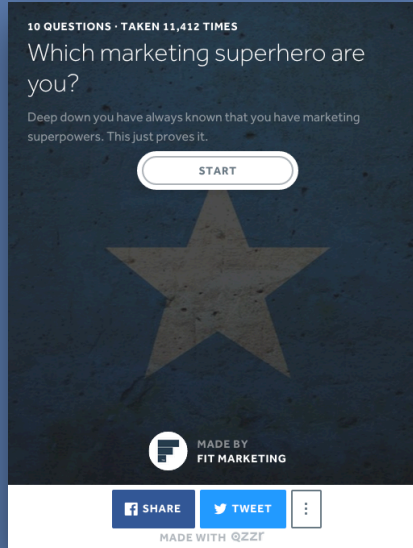 10 QUESTIONS · TAKEN 11,412 TIMES
Which marketing superhero are
you?
Deep down you have always known that you have marketing
superpowers. This just proves it.
START
MADE BY
FIT MARKETING
SHARE
TWEET
MADE WITH Qzzr